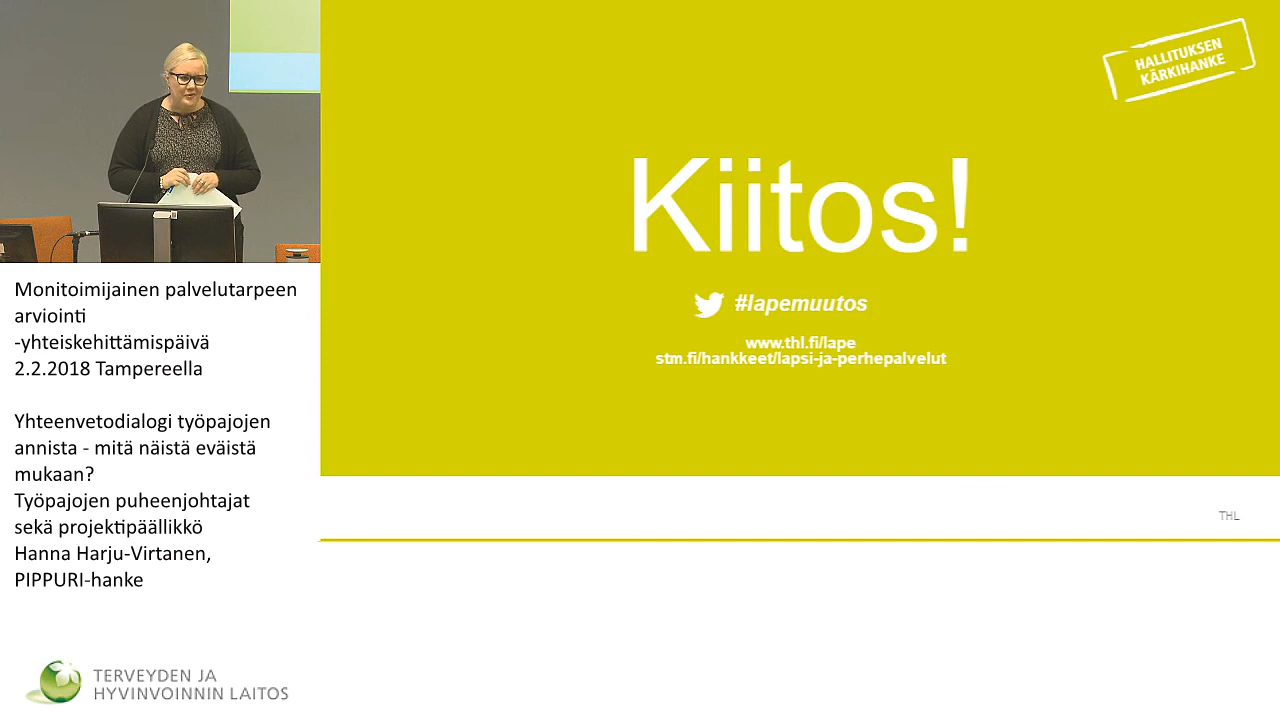 HALLITUKSEN
KÄRKIHANKE
Kiitos!
#lapemuutos
www.thl.fi/lape
stm.fi/hankkeet/lapsi-ja-perhepalvelut
THL
Monitoimijainen palvelutarpeen
arviointi
-yhteiskehittämispäivä
2.2.2018 Tampereella
Yhteenvetodialogi työpajojen
annista - mitä näistä eväistä
mukaan?
Työpajojen puheenjohtajat
sekä projektipäällikkö
Hanna Harju-Virtanen,
PIPPURI-hanke
TERVEYDEN JA
HYVINVOINNIN LAITOS